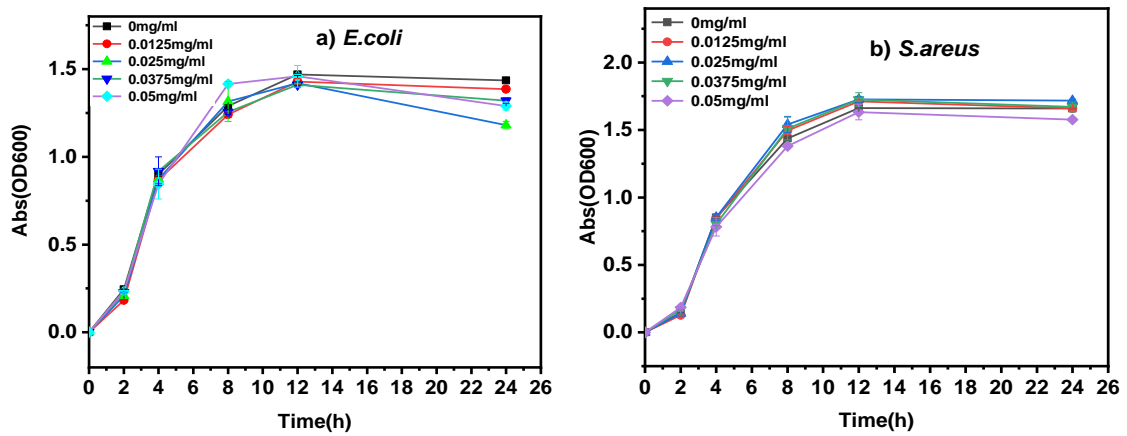 a) E.coli
0mg/ml
0.0125mg/ml
0.025mg/ml
0.0375mg/ml
0.05mg/ml
Abs(OD600)
1.5
1.0
0.5
0.0
0 2 4 6 8 10 12 14 16 18 20 22 24 26
Time(h)
b) S.areus
0mg/ml
0.0125mg/ml
0.025mg/ml
0.0375mg/ml
0.05mg/ml
Abs(OD600)
2.0
1.5
1.0
0.5
0.0
0 2 4 6 8 10 12 14 16 18 20 22 24 26
Time(h)